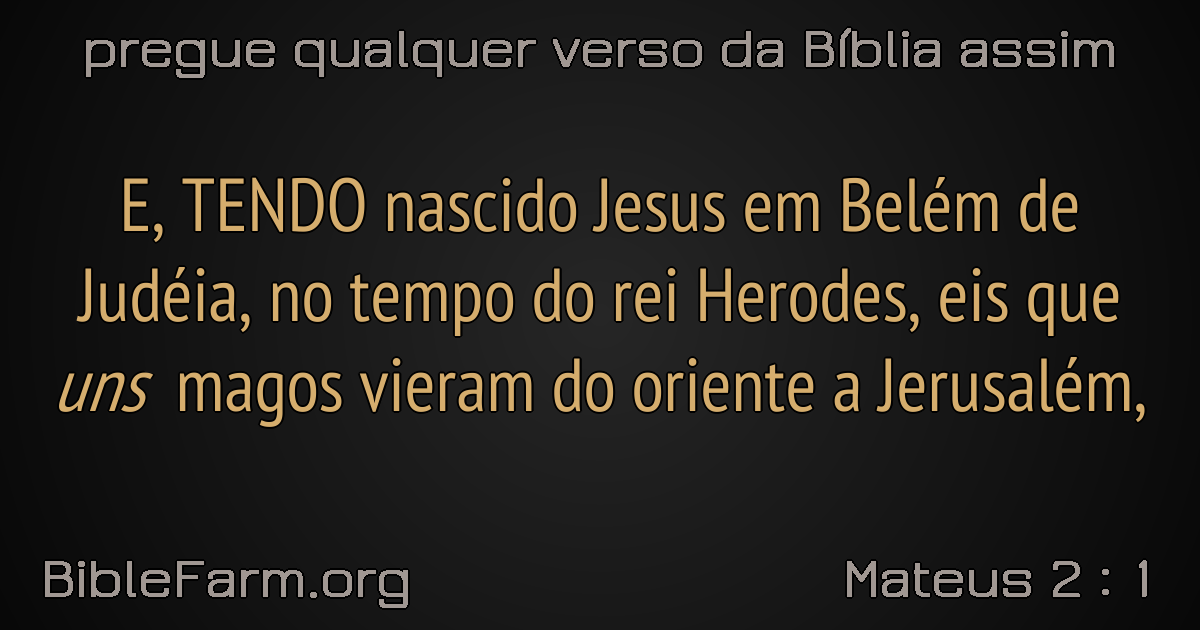 pregue qualquer verso da Bíblia assim
E, TENDO nascido Jesus em Belém de
Judéia, no tempo do rei Herodes, eis que
uns magos vieram do oriente a Jerusalém,
BibleFarm.org
Mateus 2 : 1